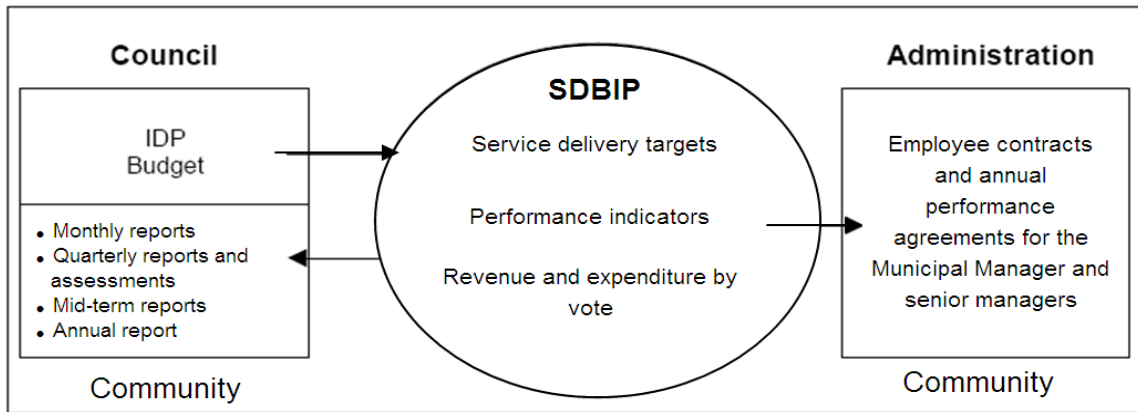 Council
IDP
Budget
• Monthly reports
• Quarterly reports and
assessments
• Mid-term reports
• Annual report
Community
SDBIP
Service delivery targets
Performance indicators
Revenue and expenditure by
vote
Administration
Employee contracts
and annual
performance
agreements for the
Municipal Manager and
senior managers
Community